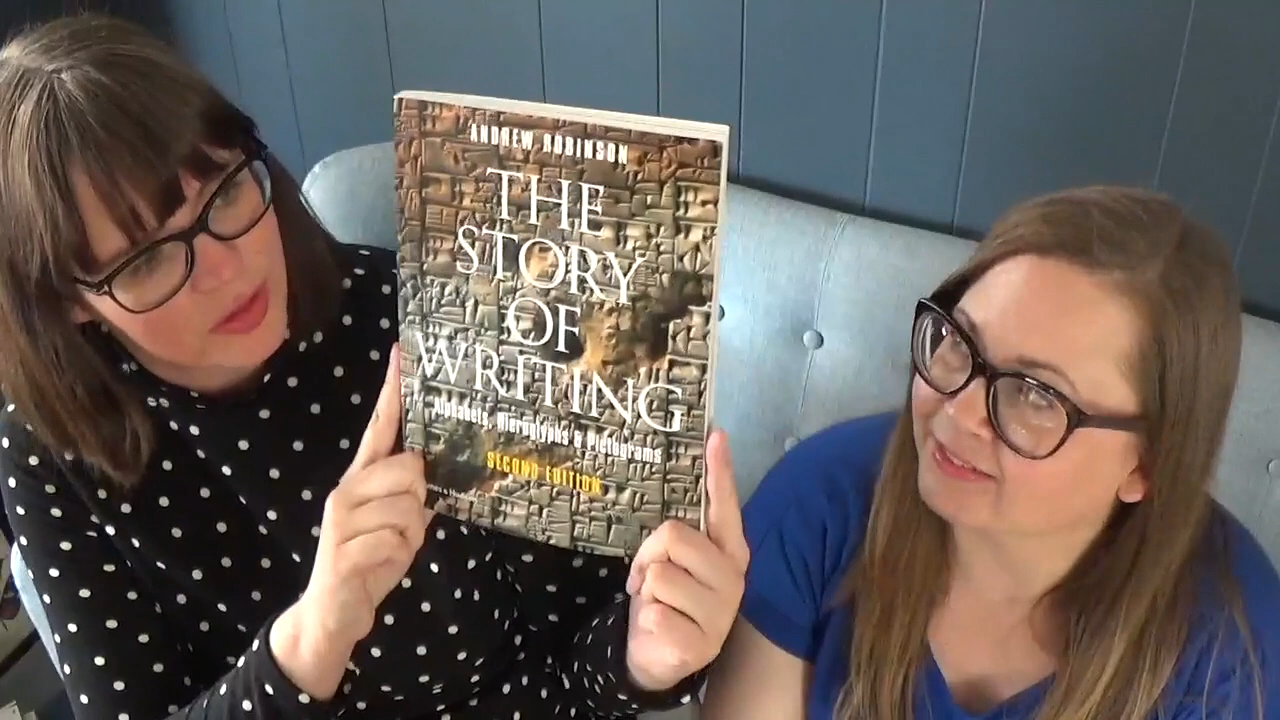 ANDREW ROBINSON
THE
STORY
OF
WRITING
Alphabets, Hieroglyphs & Pictograms
SECOND EDITION